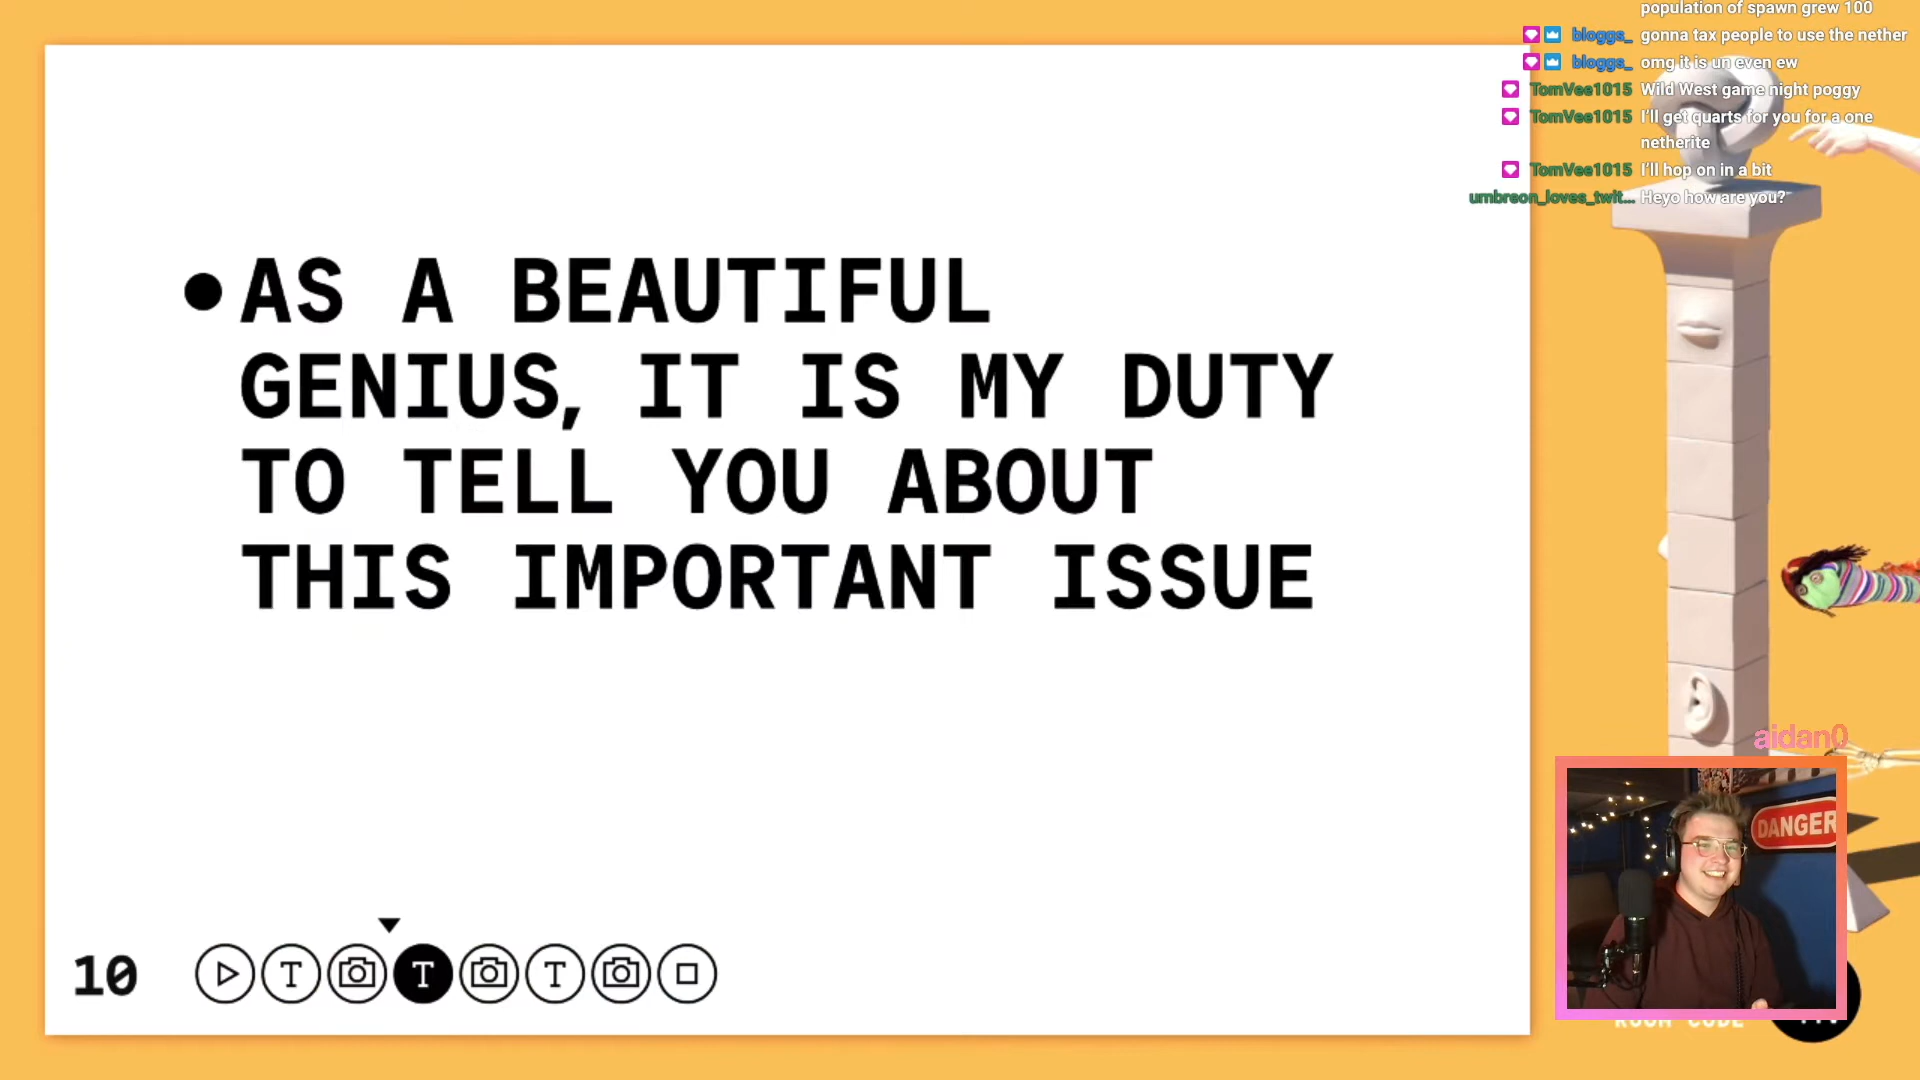 population of spawn grew 100
bloggs_ gonna tax people to use the nether
bloggs_ omg it is un even ew
TomVee1015 Wild West game night poggy
TomVee1015 I'll get quarts for you for a one
netherite
TomVee1015 I'll hop on in a bit
umbreon_loves_twit... Heyo how are you?
●AS A BEAUTIFUL
GENIUS, IT IS MY DUTY
TO TELL YOU ABOUT
THIS IMPORTANT ISSUE
aidan0
DANGER
10
T
T
T
ROOM CODE